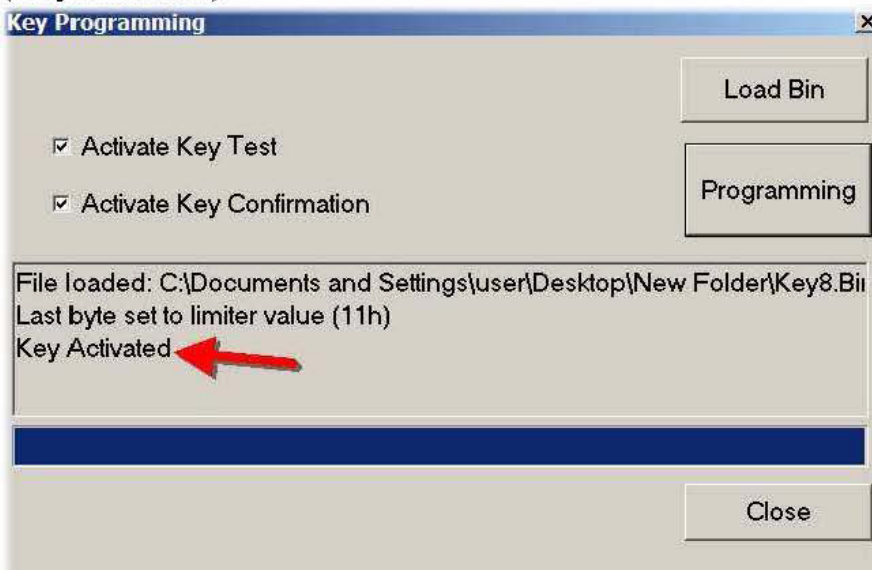 Key Programming
Load Bin
Activate Key Test
Programming
Activate Key Confirmation
File loaded: C:\Documents and Settings\user\Desktop\New Folder\Key8.Bin
Last byte set to limiter value (11h)
Key Activated
Close